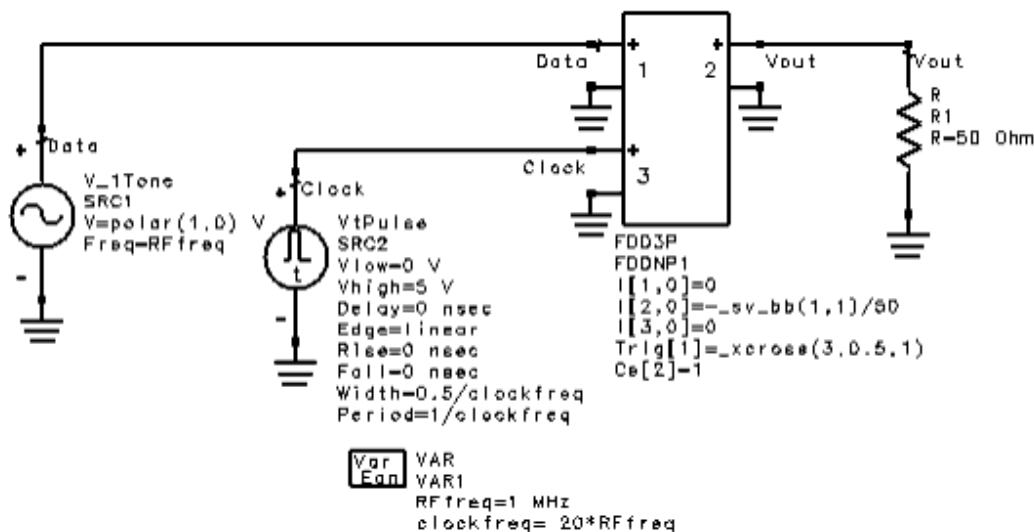 Data
1
2
Vout
Vout
R
R1
R=50 Ohm
Data
Clock
3
V_1Tone
SRC1
V=polar(1,0) V
Freq=RFfreq
Clock
VtPulse
SRC2
Vlow=0 V
Vhigh=5 V
Delay=0 nsec
Edge=linear
Rise=0 nsec
Fall=0 nsec
Width=0.5/clockfreq
Period=1/clockfreq
t
FDD3P
FDDNP1
I[1,0]=0
I[2,0]=-_sv_bb(1,1)/50
I[3,0]=0
Trig[1]=_xcross(3,0.5,1)
Ce[2]=1
Var
Eqn
VAR
VAR1
RFfreq=1 MHz
clockfreq= 20*RFfreq